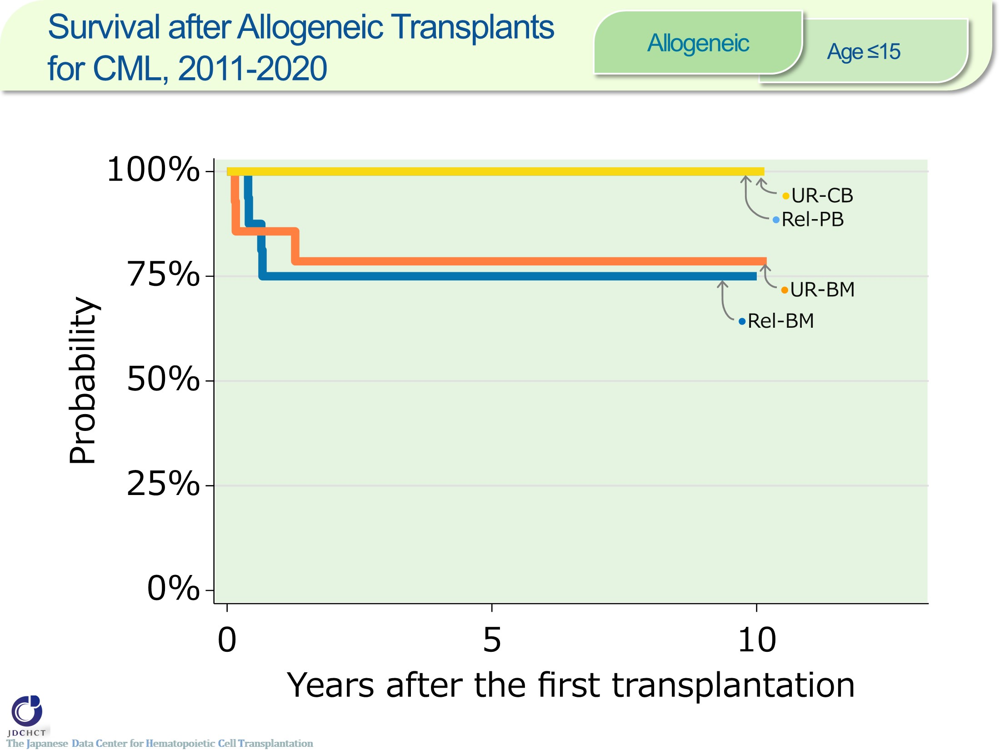 Survival after Allogeneic Transplants
for CML, 2011-2020
Allogeneic
Age ≤15
100%
75%
50%
25%
0%
Probability
UR-CB
Rel-PB
UR-BM
Rel-BM
0
5
10
Years after the first transplantation
JDCHCT
The Japanese Data Center for Hematopoietic Cell Transplantation